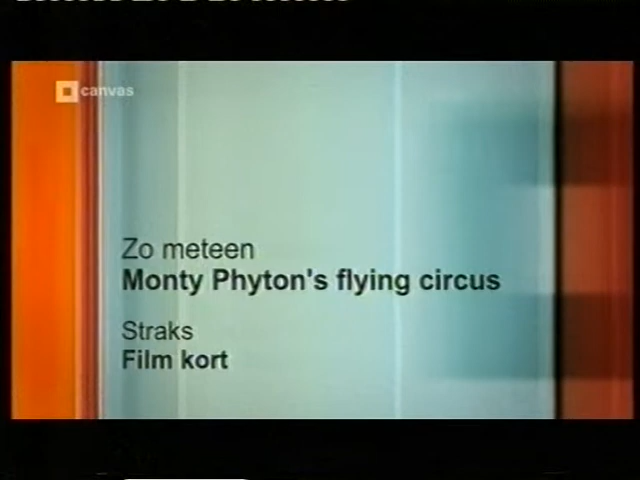 canvas
Zo meteen
Monty Phyton's flying circus
Straks
Film kort